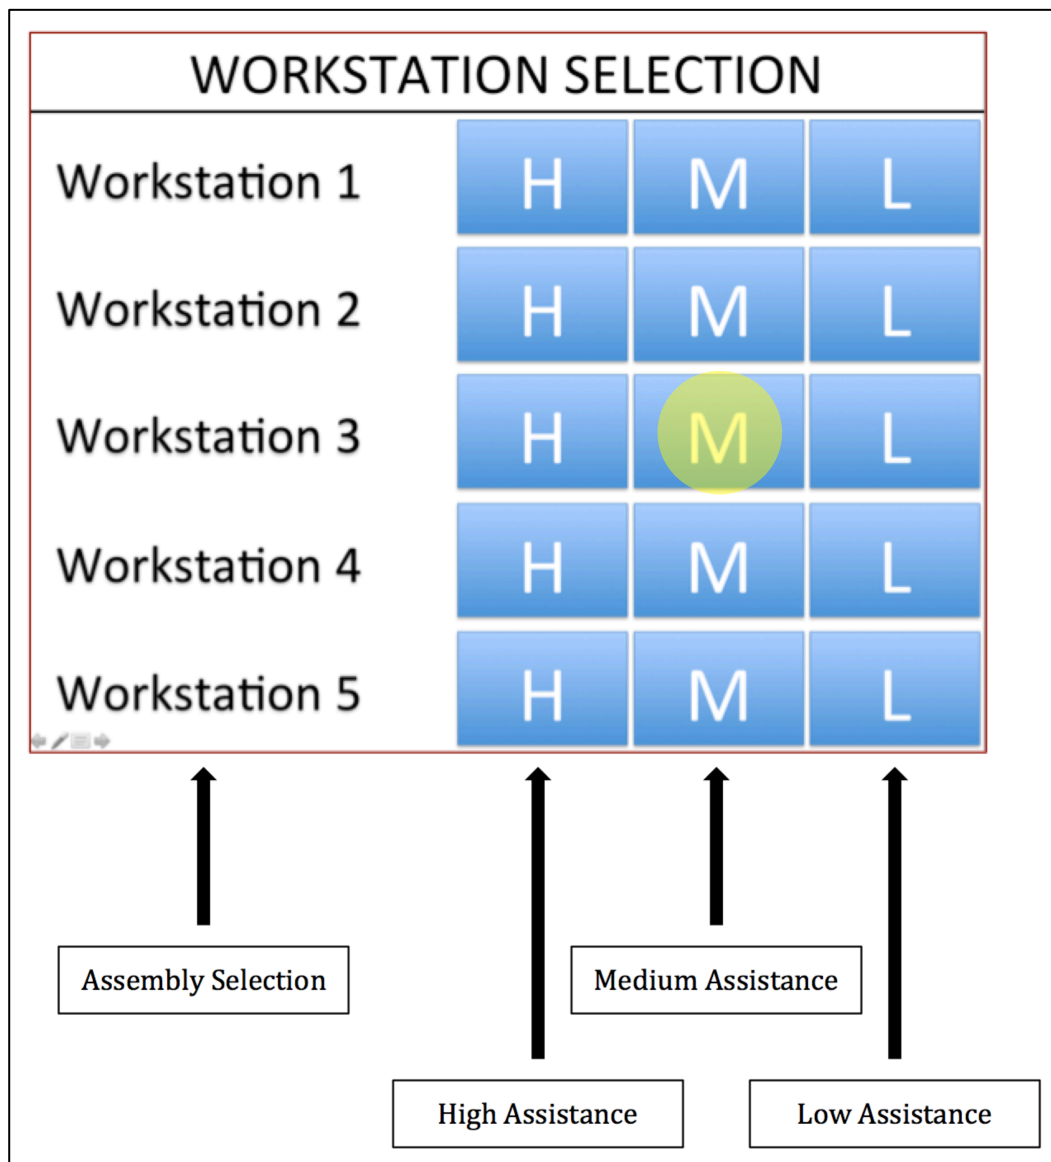 WORKSTATION SELECTION
Workstation 1 H M L
Workstation 2 H M L
Workstation 3 H M L
Workstation 4 H M L
Workstation 5 H M L
Assembly Selection
Medium Assistance
High Assistance
Low Assistance